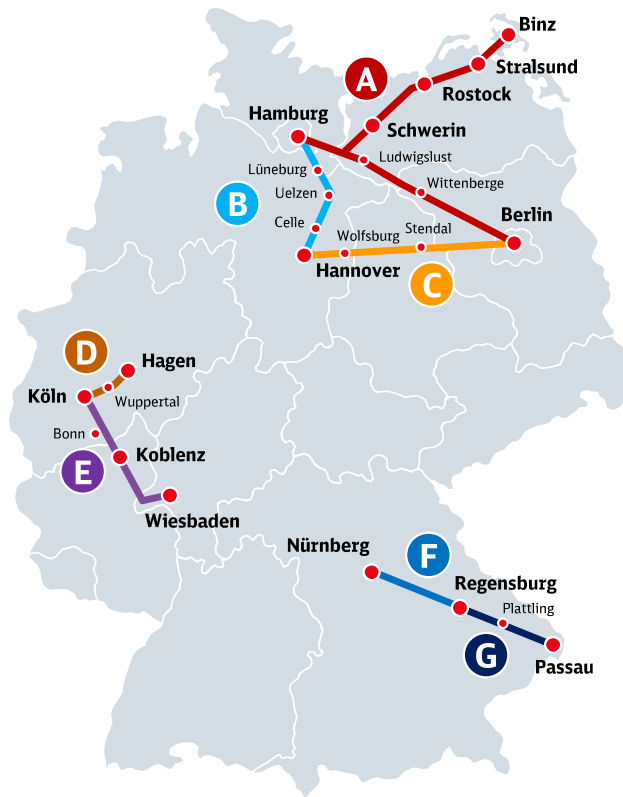 Binz
Stralsund
A
Rostock
Hamburg
Schwerin
Ludwigslust
Lüneburg
Wittenberge
Uelzen
B
Berlin
Celle
Stendal
Wolfsburg
Hannover
C
D
Hagen
Köln
Wuppertal
Bonn
Koblenz
E
Wiesbaden
Nürnberg
F
Regensburg
Plattling
G
Passau